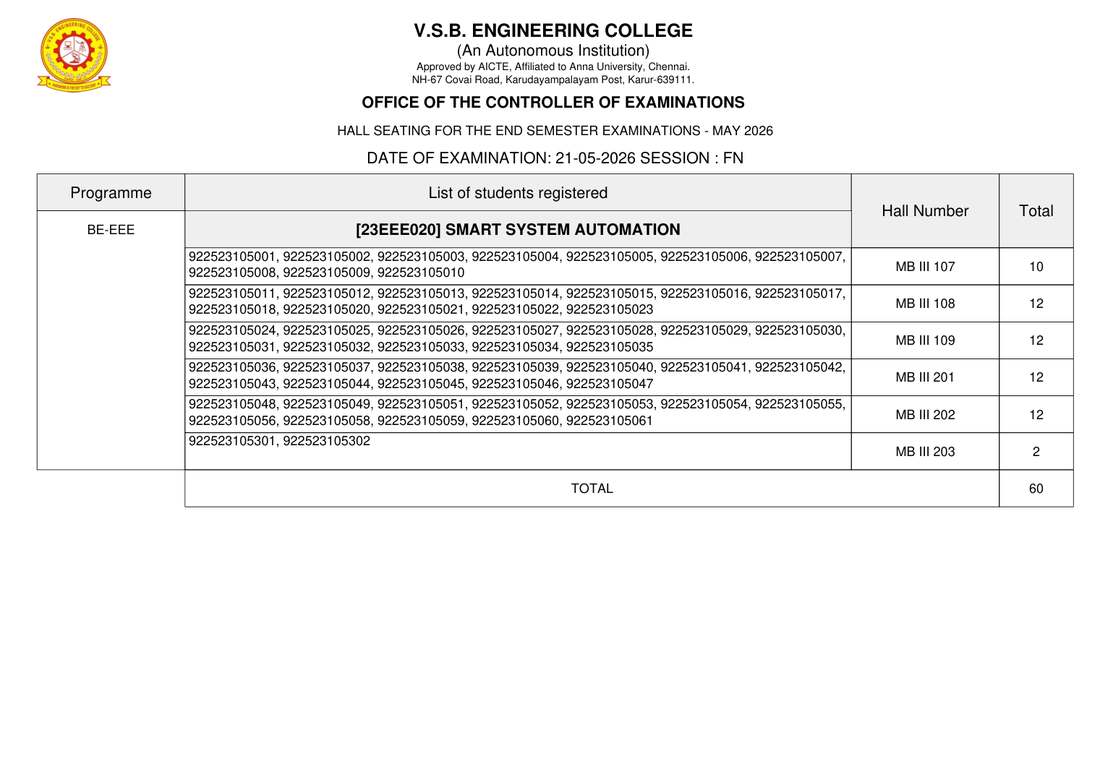 V.S.B. ENGINEERING COLLEGE
(An Autonomous Institution)
Approved by AICTE, Affiliated to Anna University, Chennai.
NH-67 Covai Road, Karudayampalayam Post, Karur-639111.
OFFICE OF THE CONTROLLER OF EXAMINATIONS
HALL SEATING FOR THE END SEMESTER EXAMINATIONS - MAY 2026
DATE OF EXAMINATION: 21-05-2026 SESSION : FN
Programme List of students registered Hall Number Total
BE-EEE [23EEE020] SMART SYSTEM AUTOMATION
922523105001, 922523105002, 922523105003, 922523105004, 922523105005, 922523105006, 922523105007,
922523105008, 922523105009, 922523105010
MB III 107 10
922523105011, 922523105012, 922523105013, 922523105014, 922523105015, 922523105016, 922523105017,
922523105018, 922523105020, 922523105021, 922523105022, 922523105023
MB III 108 12
922523105024, 922523105025, 922523105026, 922523105027, 922523105028, 922523105029, 922523105030,
922523105031, 922523105032, 922523105033, 922523105034, 922523105035
MB III 109 12
922523105036, 922523105037, 922523105038, 922523105039, 922523105040, 922523105041, 922523105042,
922523105043, 922523105044, 922523105045, 922523105046, 922523105047
MB III 201 12
922523105048, 922523105049, 922523105051, 922523105052, 922523105053, 922523105054, 922523105055,
922523105056, 922523105058, 922523105059, 922523105060, 922523105061
MB III 202 12
922523105301, 922523105302
MB III 203 2
TOTAL 60